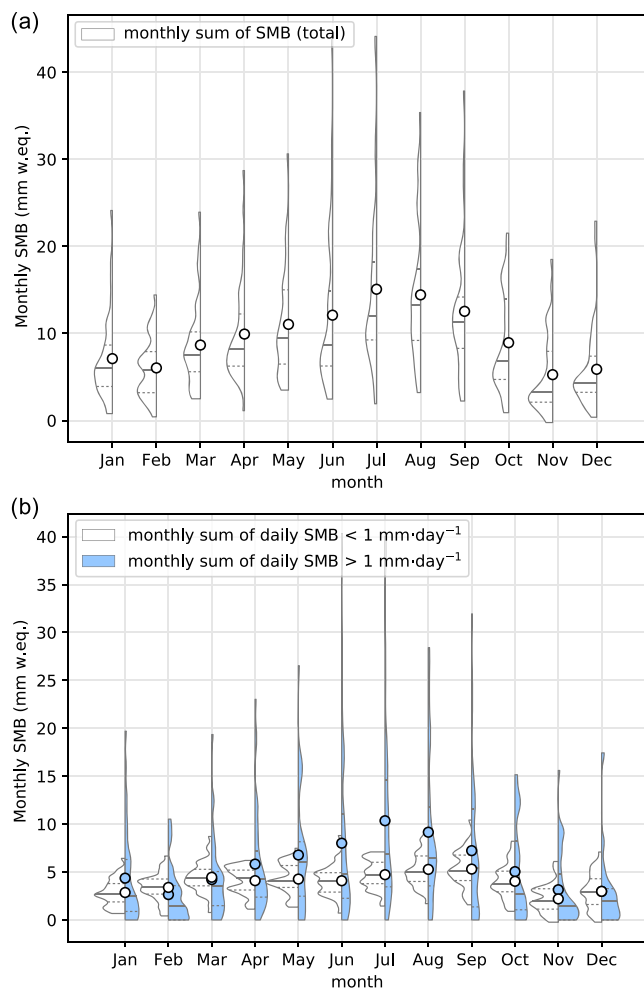 (a)
monthly sum of SMB (total)
Monthly SMB (mm w.eq.)
40
30
20
10
0
Jan Feb Mar Apr May Jun Jul Aug Sep Oct Nov Dec
month
(b)
monthly sum of daily SMB < 1 mm·day⁻¹
monthly sum of daily SMB > 1 mm·day⁻¹
Monthly SMB (mm w.eq.)
40
35
30
25
20
15
10
5
0
Jan Feb Mar Apr May Jun Jul Aug Sep Oct Nov Dec
month